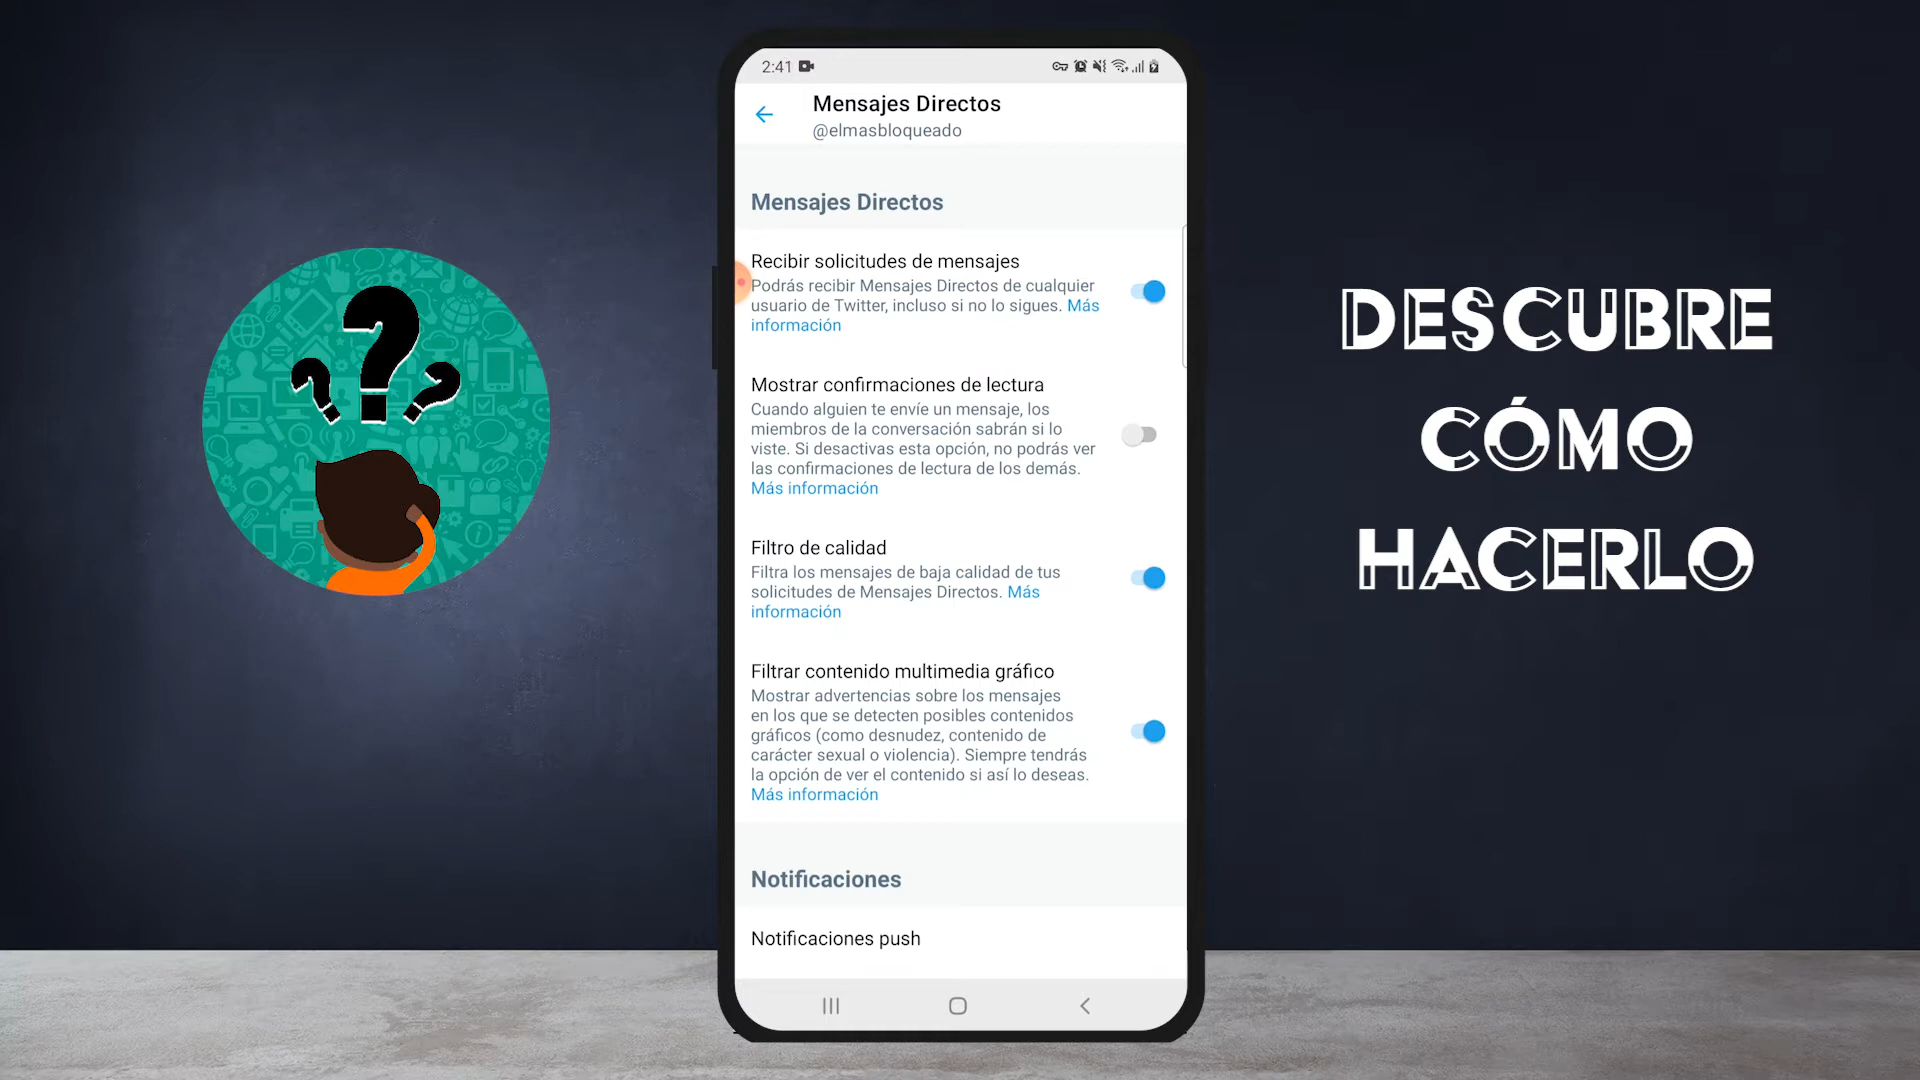 2:41
Mensajes Directos
@elmasbloqueado
Mensajes Directos
Recibir solicitudes de mensajes
Podrás recibir Mensajes Directos de cualquier
usuario de Twitter, incluso si no lo sigues. Más
información
Mostrar confirmaciones de lectura
Cuando alguien te envíe un mensaje, los
miembros de la conversación sabrán si lo
viste. Si desactivas esta opción, no podrás ver
las confirmaciones de lectura de los demás.
Más información
Filtro de calidad
Filtra los mensajes de baja calidad de tus
solicitudes de Mensajes Directos. Más
información
Filtrar contenido multimedia gráfico
Mostrar advertencias sobre los mensajes
en los que se detecten posibles contenidos
gráficos (como desnudez, contenido de
carácter sexual o violencia). Siempre tendrás
la opción de ver el contenido si así lo deseas.
Más información
Notificaciones
Notificaciones push
DESCUBRE
CÓMO
HACERLO